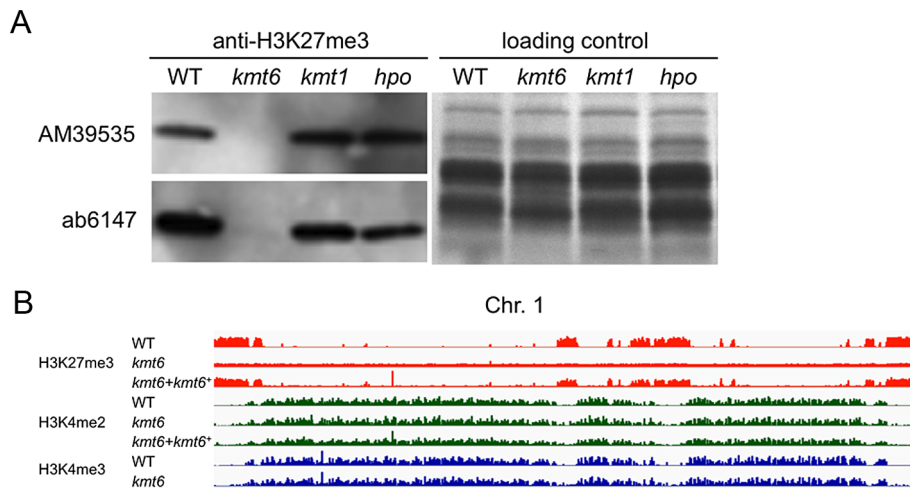 A
anti-H3K27me3 loading control
WT kmt6 kmt1 hpo WT kmt6 kmt1 hpo
AM39535
ab6147
B
Chr. 1
WT
H3K27me3 kmt6
kmt6+kmt6⁺
WT
H3K4me2 kmt6
kmt6+kmt6⁺
H3K4me3 WT
kmt6